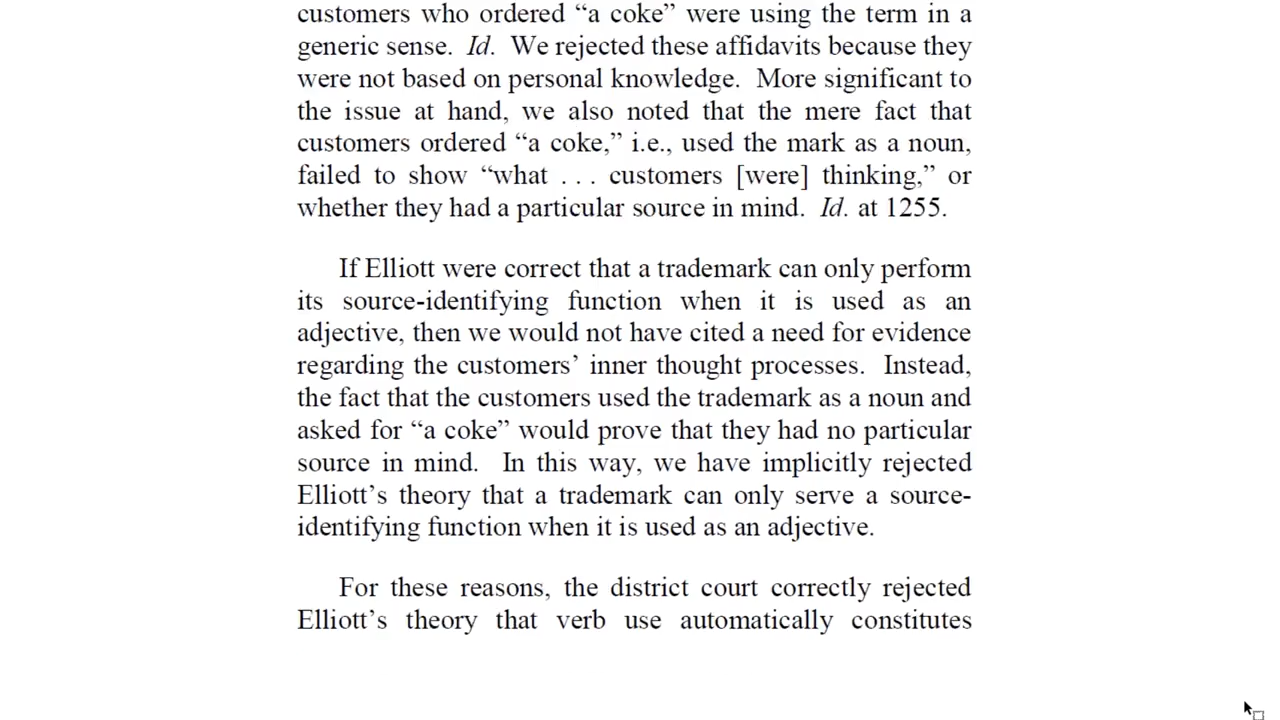 customers who ordered “a coke” were using the term in a
generic sense. Id. We rejected these affidavits because they
were not based on personal knowledge. More significant to
the issue at hand, we also noted that the mere fact that
customers ordered “a coke,” i.e., used the mark as a noun,
failed to show “what . . . customers [were] thinking,” or
whether they had a particular source in mind. Id. at 1255.
If Elliott were correct that a trademark can only perform
its source-identifying function when it is used as an
adjective, then we would not have cited a need for evidence
regarding the customers’ inner thought processes. Instead,
the fact that the customers used the trademark as a noun and
asked for “a coke” would prove that they had no particular
source in mind. In this way, we have implicitly rejected
Elliott’s theory that a trademark can only serve a source-
identifying function when it is used as an adjective.
For these reasons, the district court correctly rejected
Elliott’s theory that verb use automatically constitutes